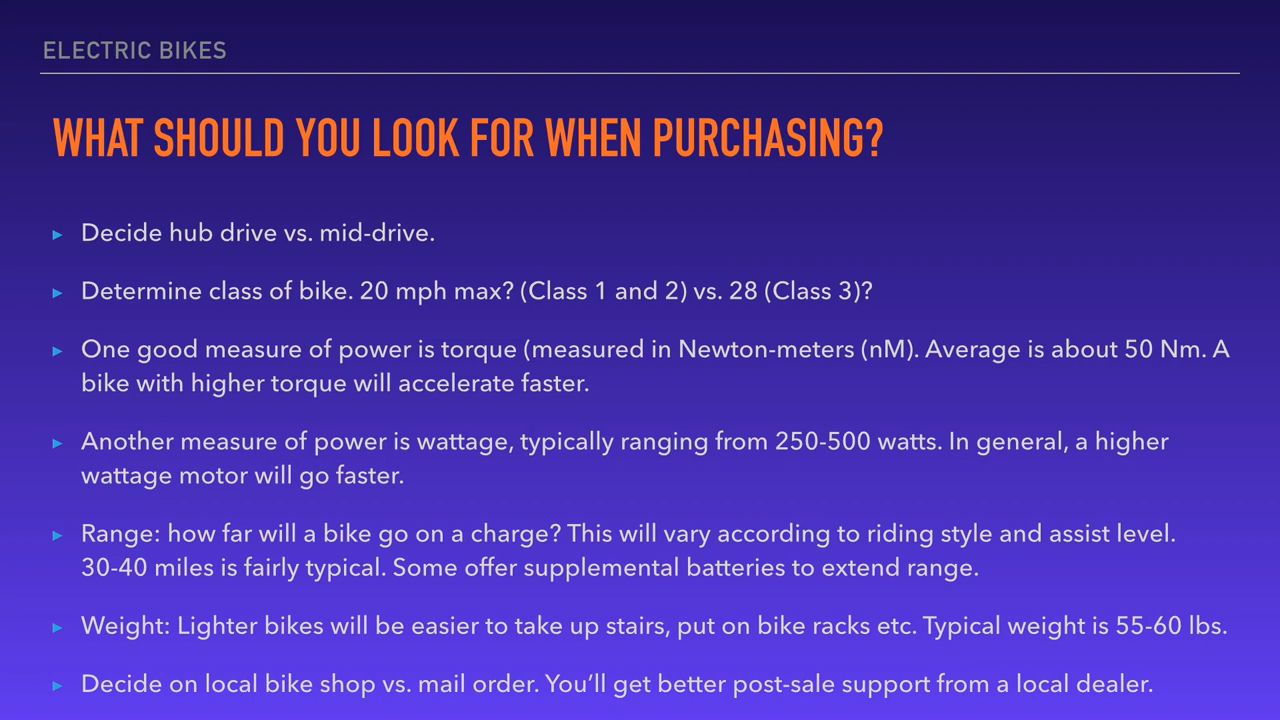 ELECTRIC BIKES
WHAT SHOULD YOU LOOK FOR WHEN PURCHASING?
▸ Decide hub drive vs. mid-drive.
▸ Determine class of bike. 20 mph max? (Class 1 and 2) vs. 28 (Class 3)?
▸ One good measure of power is torque (measured in Newton-meters (nM). Average is about 50 Nm. A
bike with higher torque will accelerate faster.
▸ Another measure of power is wattage, typically ranging from 250-500 watts. In general, a higher
wattage motor will go faster.
▸ Range: how far will a bike go on a charge? This will vary according to riding style and assist level.
30-40 miles is fairly typical. Some offer supplemental batteries to extend range.
▸ Weight: Lighter bikes will be easier to take up stairs, put on bike racks etc. Typical weight is 55-60 lbs.
▸ Decide on local bike shop vs. mail order. You’ll get better post-sale support from a local dealer.